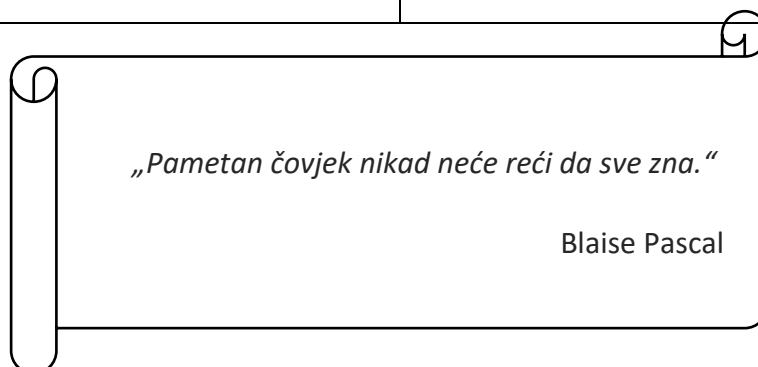 „Pametan čovjek nikad neće reći da sve zna.“
Blaise Pascal